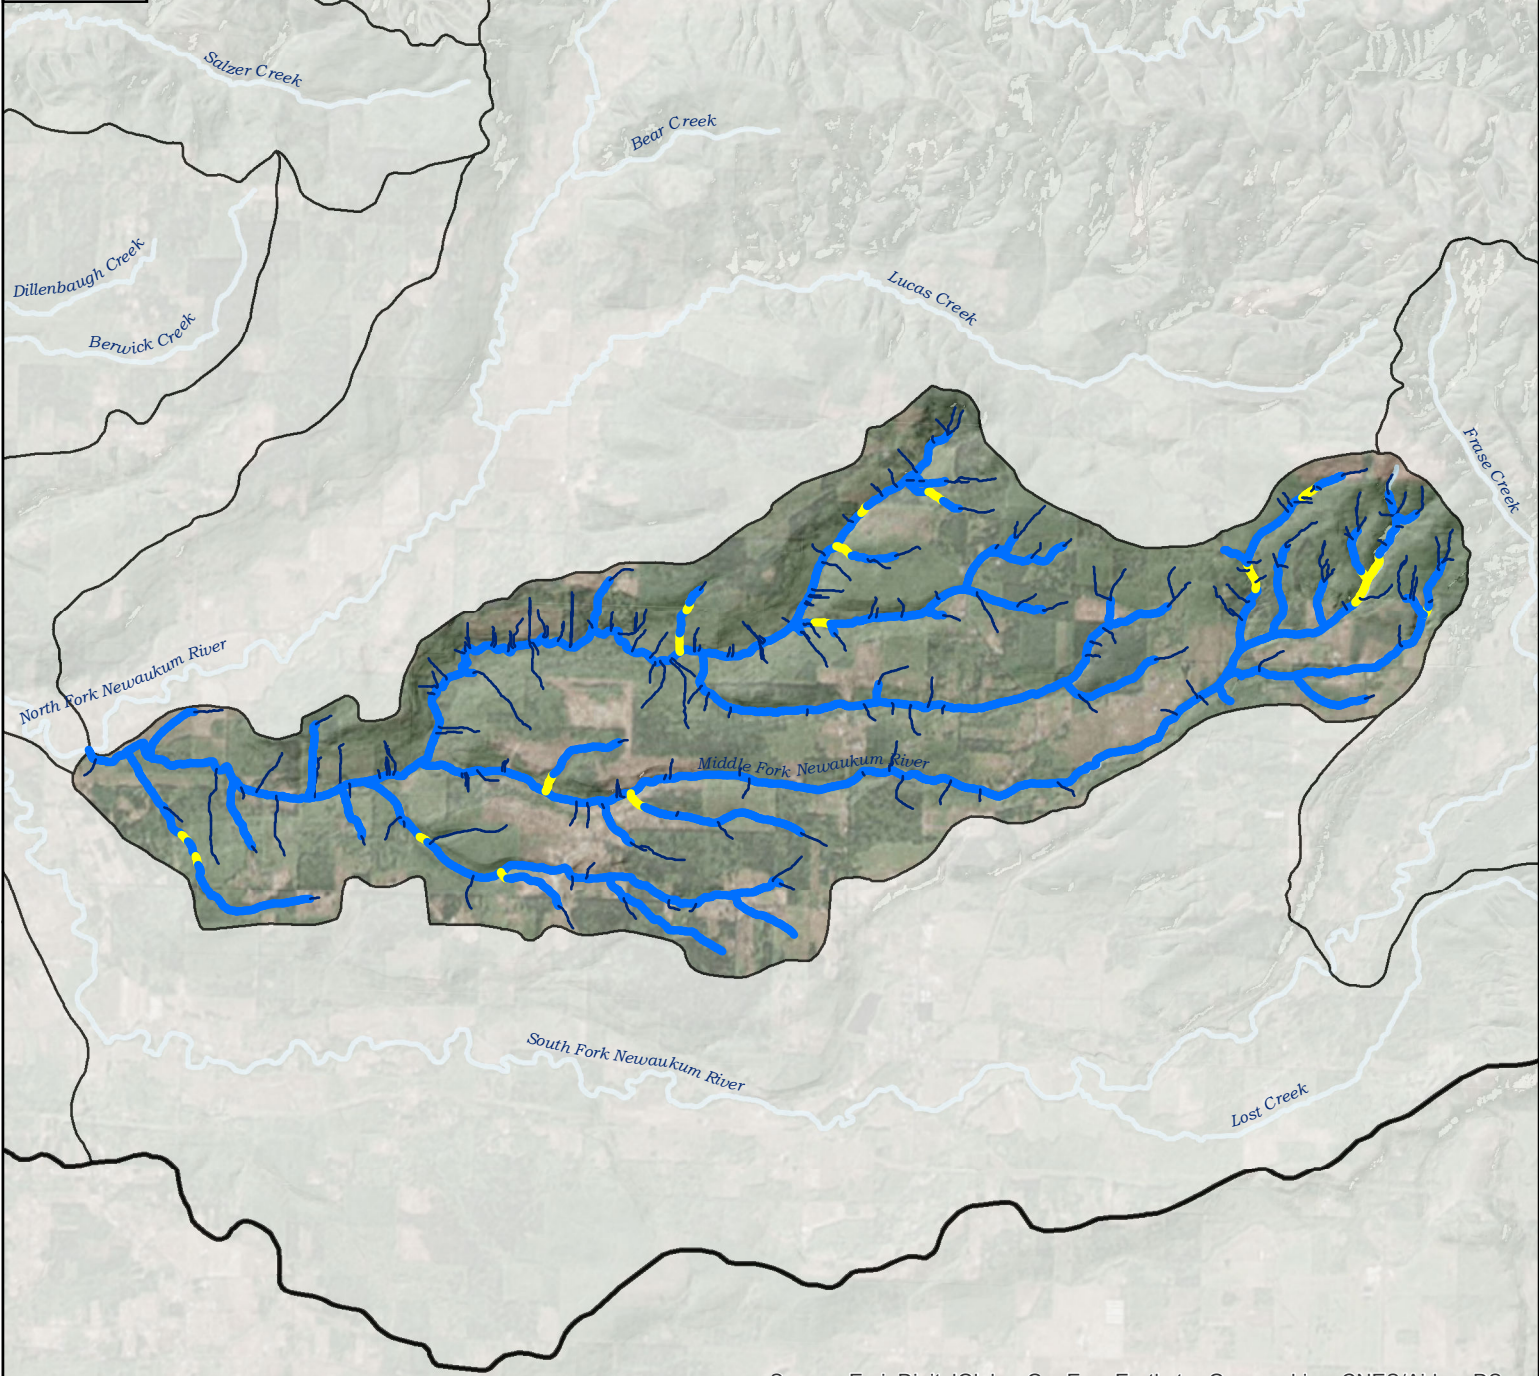 Salzer Creek
Bear Creek
Dillenbaugh Creek
Berwick Creek
Lucas Creek
Frase Creek
North Fork Newaukum River
Middle Fork Newaukum River
South Fork Newaukum River
Lost Creek